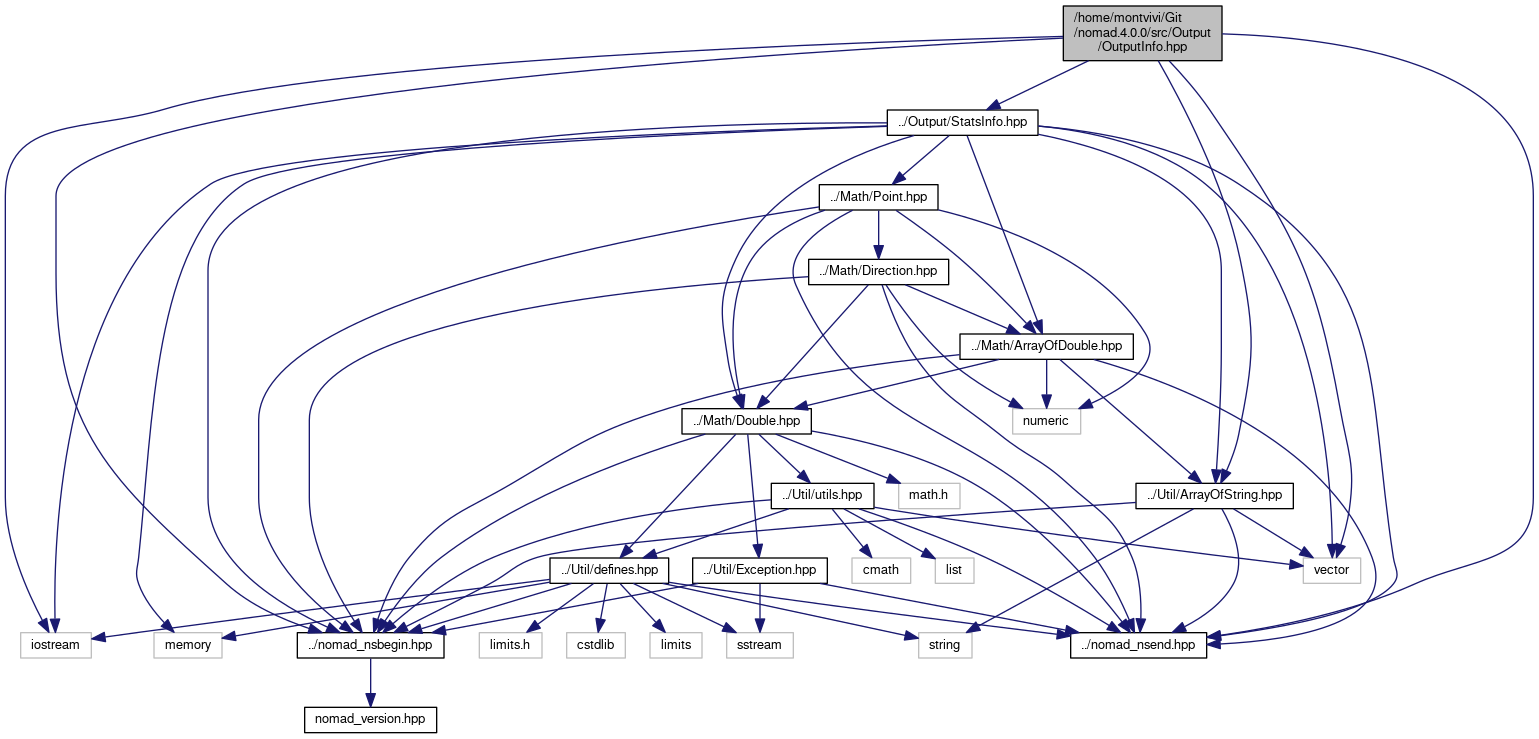 /home/montvivi/Git
/nomad.4.0.0/src/Output
/OutputInfo.hpp
../Output/StatsInfo.hpp
../Math/Point.hpp
../Math/Direction.hpp
../Math/ArrayOfDouble.hpp
../Math/Double.hpp
numeric
../Util/utils.hpp
math.h
../Util/ArrayOfString.hpp
../Util/defines.hpp
../Util/Exception.hpp
cmath
list
vector
iostream
memory
../nomad_nsbegin.hpp
limits.h
cstdlib
limits
sstream
string
../nomad_nsend.hpp
nomad_version.hpp